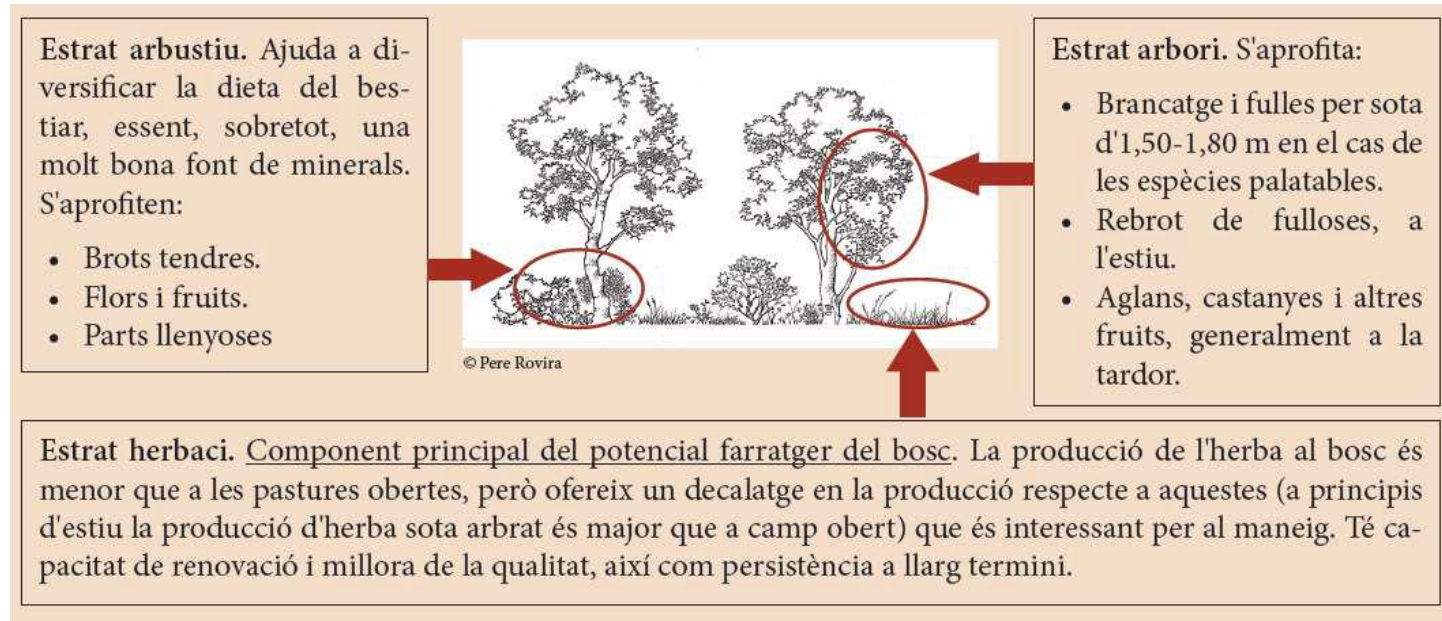 Estrat arbustiu. Ajuda a di-
versificar la dieta del bes-
tiar, essent, sobretot, una
molt bona font de minerals.
S'aprofiten:
• Brots tendres.
• Flors i fruits.
• Parts llenyoses
© Pere Rovira
Estrat arbori. S'aprofita:
• Brancatge i fulles per sota
d'1,50-1,80 m en el cas de
les espècies palatables.
• Rebrot de fulloses, a
l'estiu.
• Aglans, castanyes i altres
fruits, generalment a la
tardor.
Estrat herbaci. Component principal del potencial farratger del bosc. La producció de l'herba al bosc és
menor que a les pastures obertes, però ofereix un decalatge en la producció respecte a aquestes (a principis
d'estiu la producció d'herba sota arbrat és major que a camp obert) que és interessant per al maneig. Té ca-
pacitat de renovació i millora de la qualitat, així com persistència a llarg termini.